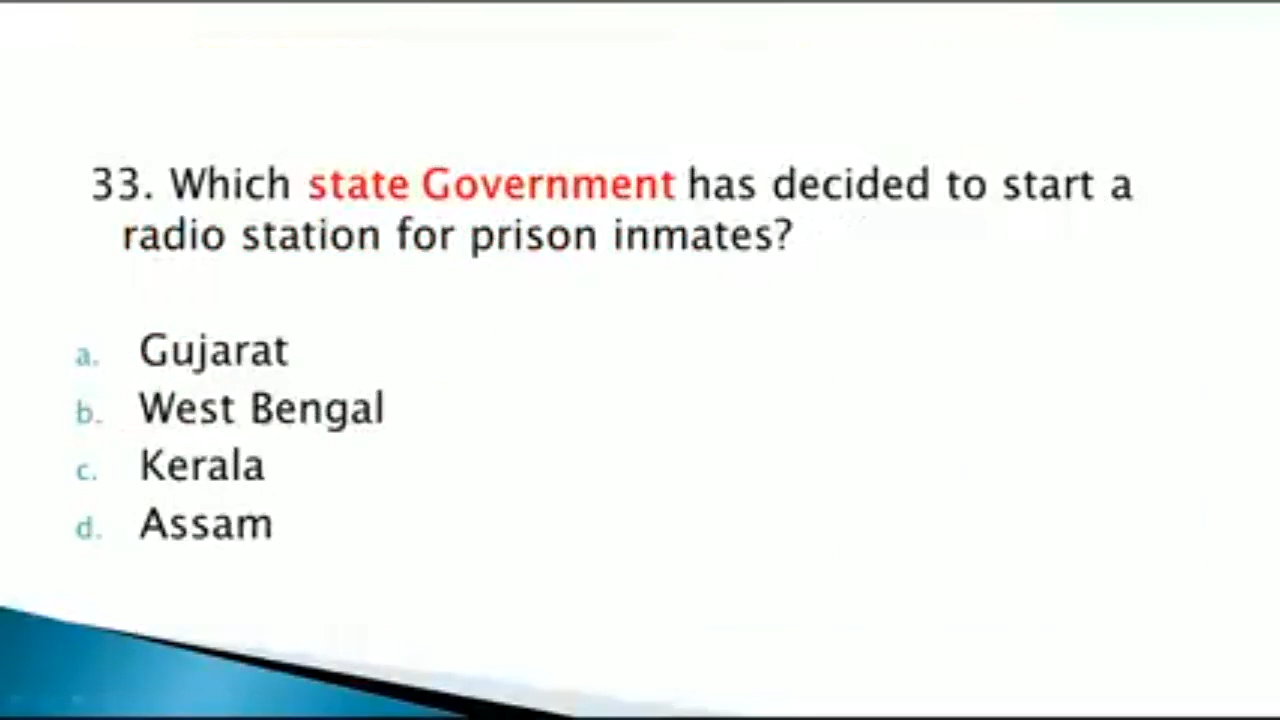 33. Which state Government has decided to start a
radio station for prison inmates?
a. Gujarat
b. West Bengal
c. Kerala
d. Assam